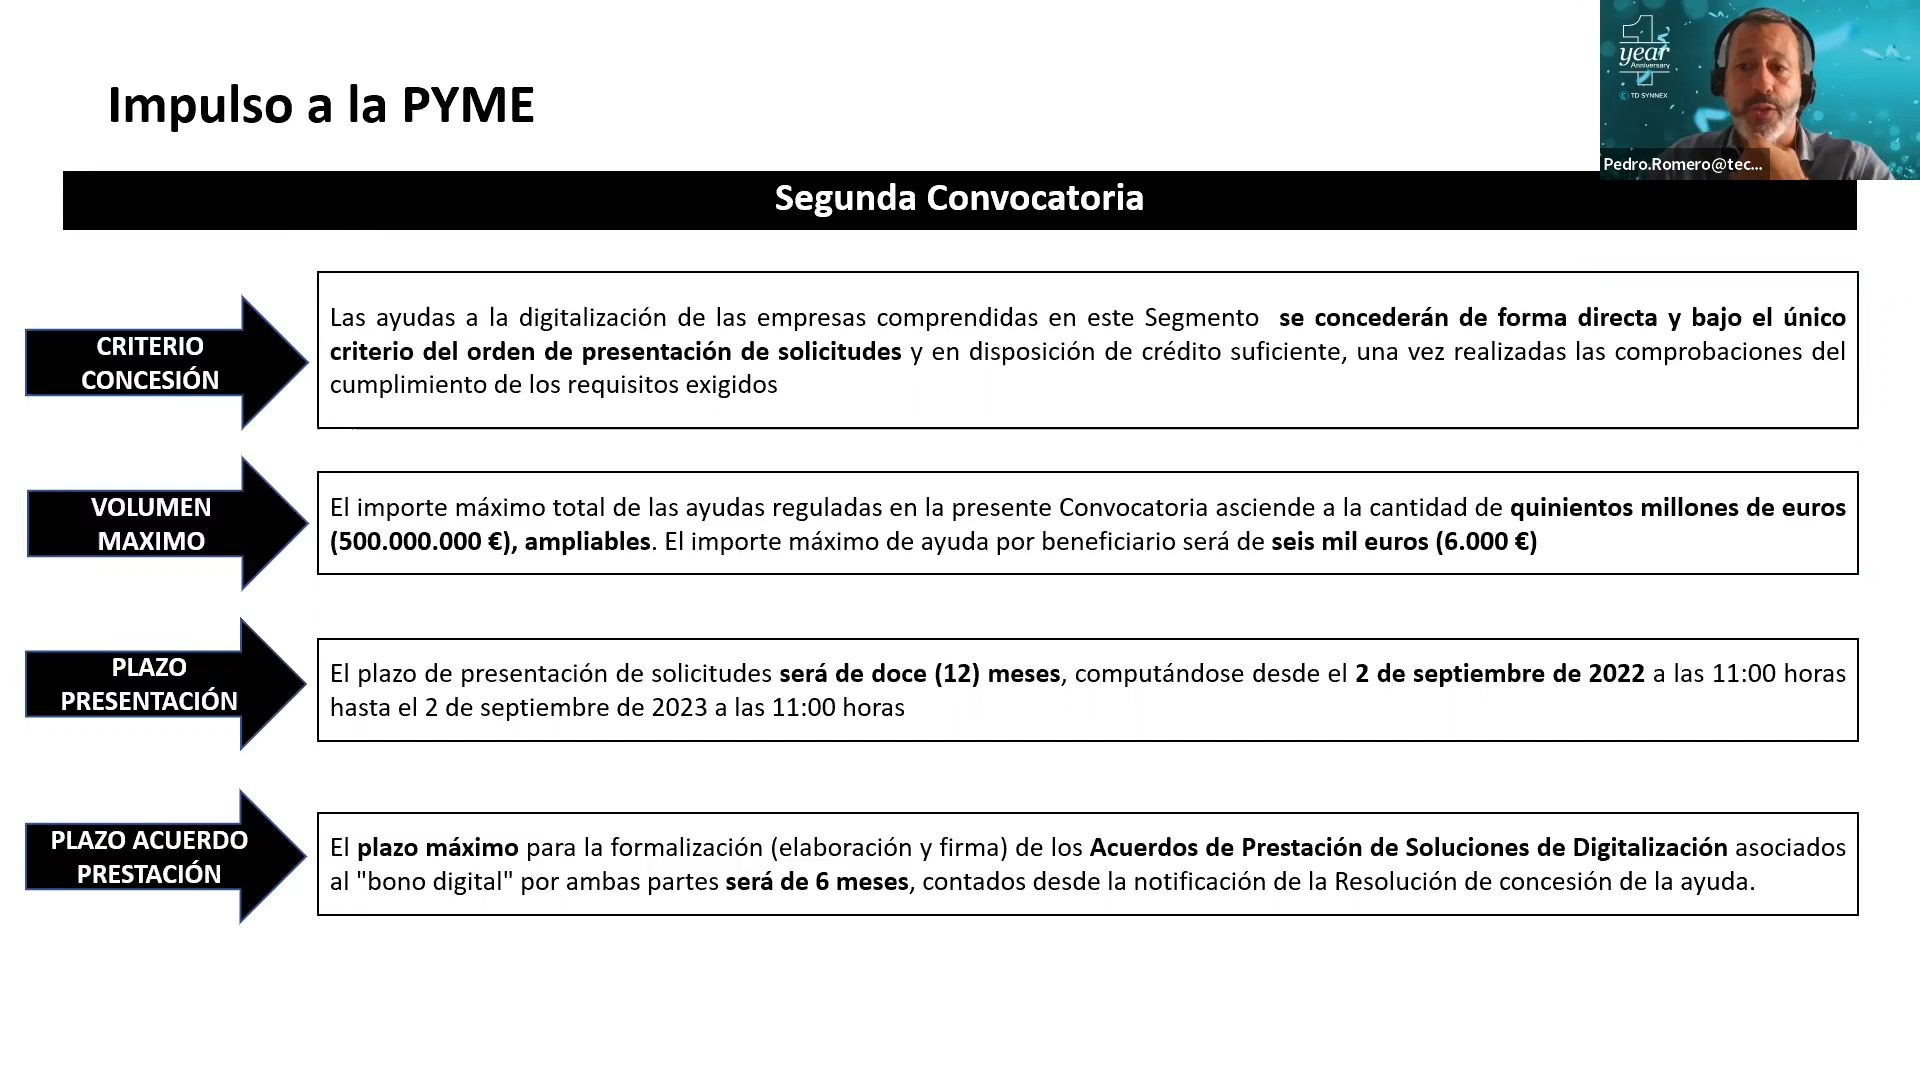 Impulso a la PYME
1
year
Anniversary
TD SYNNEX
Pedro.Romero@tec...
Segunda Convocatoria
CRITERIO
CONCESIÓN
Las ayudas a la digitalización de las empresas comprendidas en este Segmento se concederán de forma directa y bajo el único
criterio del orden de presentación de solicitudes y en disposición de crédito suficiente, una vez realizadas las comprobaciones del
cumplimiento de los requisitos exigidos
VOLUMEN
MAXIMO
El importe máximo total de las ayudas reguladas en la presente Convocatoria asciende a la cantidad de quinientos millones de euros
(500.000.000 €), ampliables. El importe máximo de ayuda por beneficiario será de seis mil euros (6.000 €)
PLAZO
PRESENTACIÓN
El plazo de presentación de solicitudes será de doce (12) meses, computándose desde el 2 de septiembre de 2022 a las 11:00 horas
hasta el 2 de septiembre de 2023 a las 11:00 horas
PLAZO ACUERDO
PRESTACIÓN
El plazo máximo para la formalización (elaboración y firma) de los Acuerdos de Prestación de Soluciones de Digitalización asociados
al "bono digital" por ambas partes será de 6 meses, contados desde la notificación de la Resolución de concesión de la ayuda.